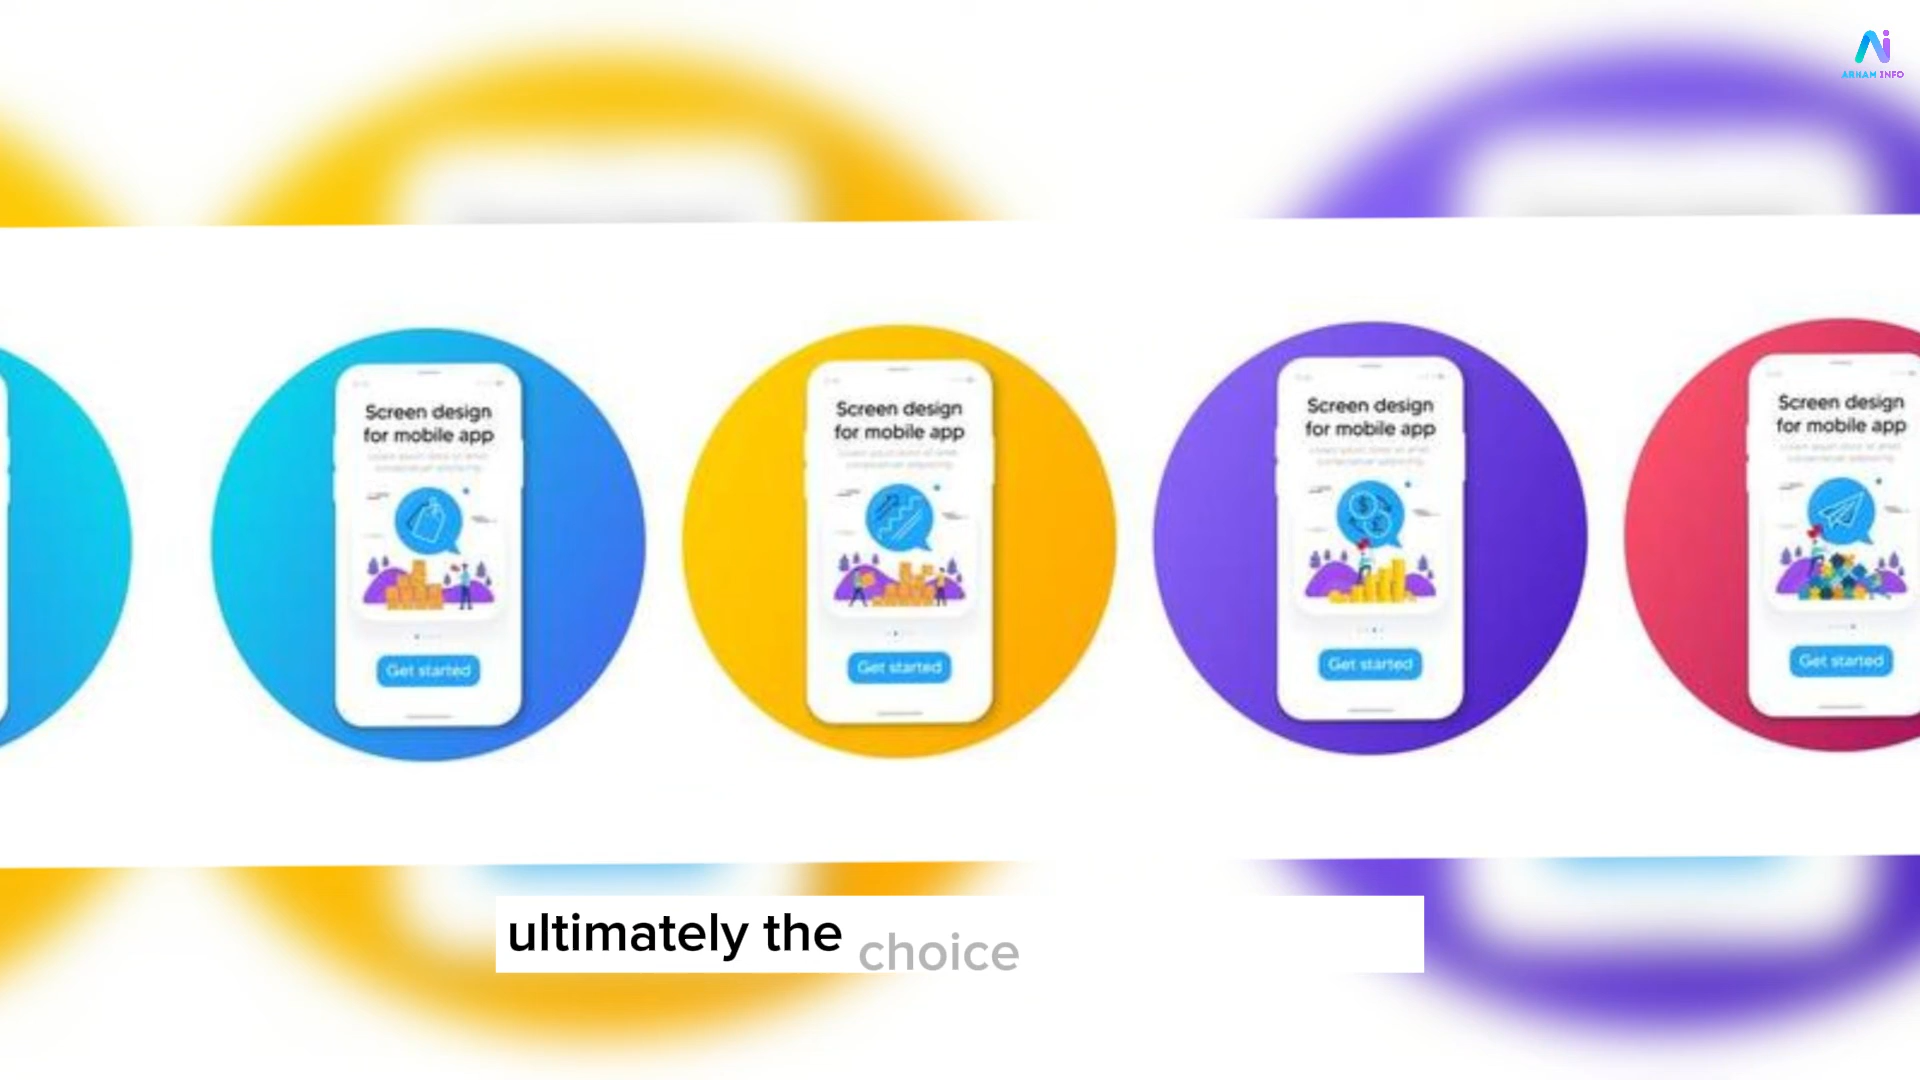 ARHAM INFO
Screen design
for mobile app
Get started
Screen design
for mobile app
Get started
Screen design
for mobile app
$
£
Get started
Screen design
for mobile app
Get started
ultimately the choice